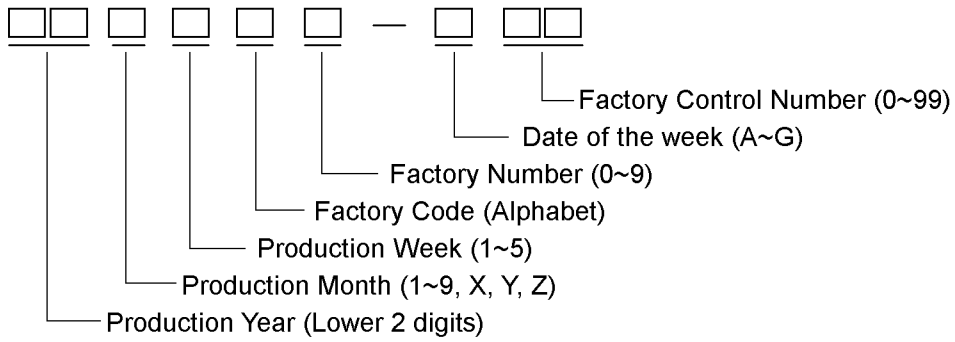 Factory Control Number (0~99)
Date of the week (A~G)
Factory Number (0~9)
Factory Code (Alphabet)
Production Week (1~5)
Production Month (1~9, X, Y, Z)
Production Year (Lower 2 digits)